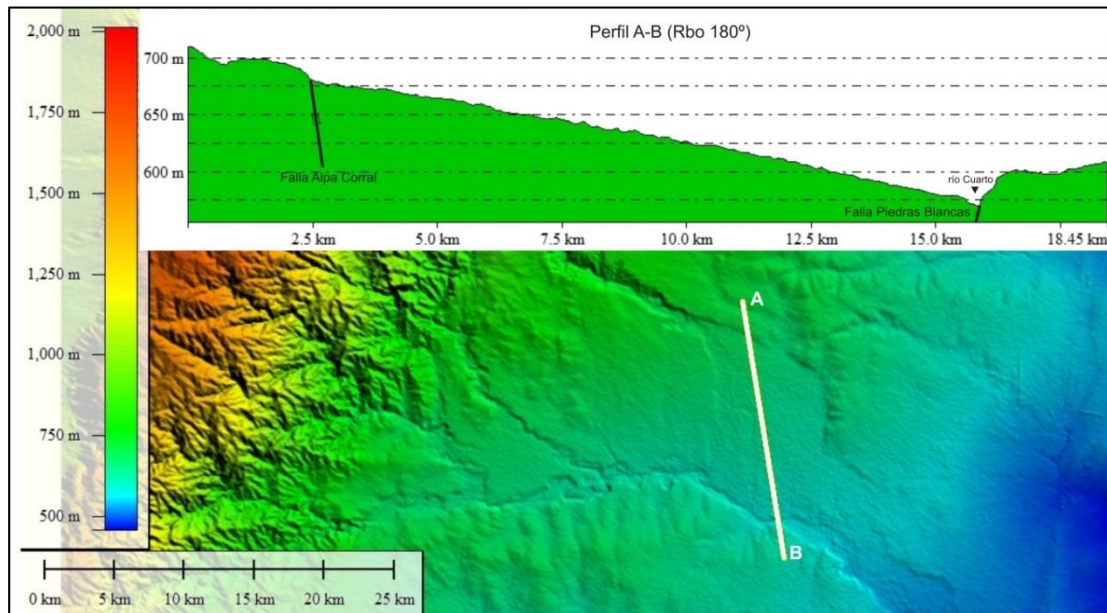 Perfil A-B (Rbo 180º)
2,000 m
1,750 m
1,500 m
1,250 m
1,000 m
750 m
500 m
700 m
650 m
600 m
Falla Alpa Corral
río Cuarto
Falla Piedras Blancas
2.5 km
5.0 km
7.5 km
10.0 km
12.5 km
15.0 km
18.45 km
A
B
0 km
5 km
10 km
15 km
20 km
25 km